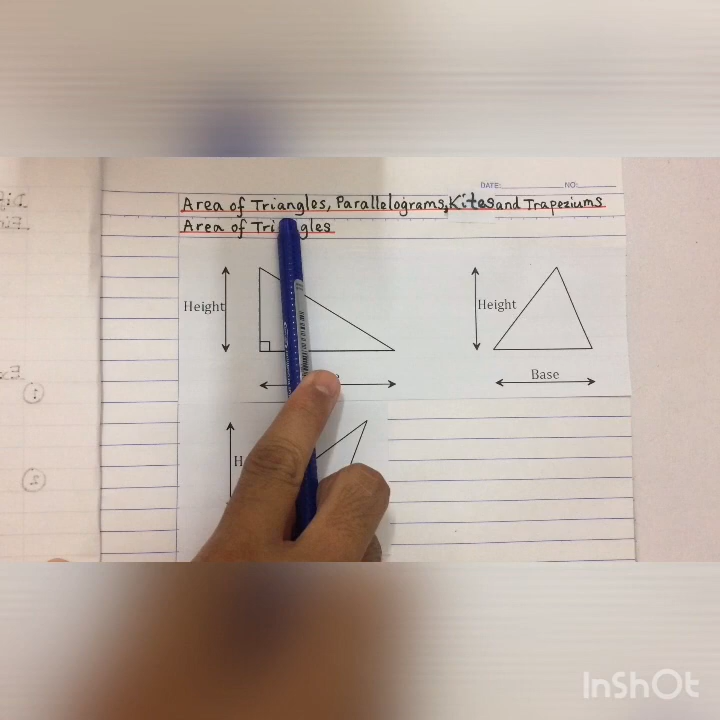 DATE: NO:
Area of Triangles, Parallelograms, Kites and Trapeziums
Area of Tri gles
Height
Height
Base
H
InShOt